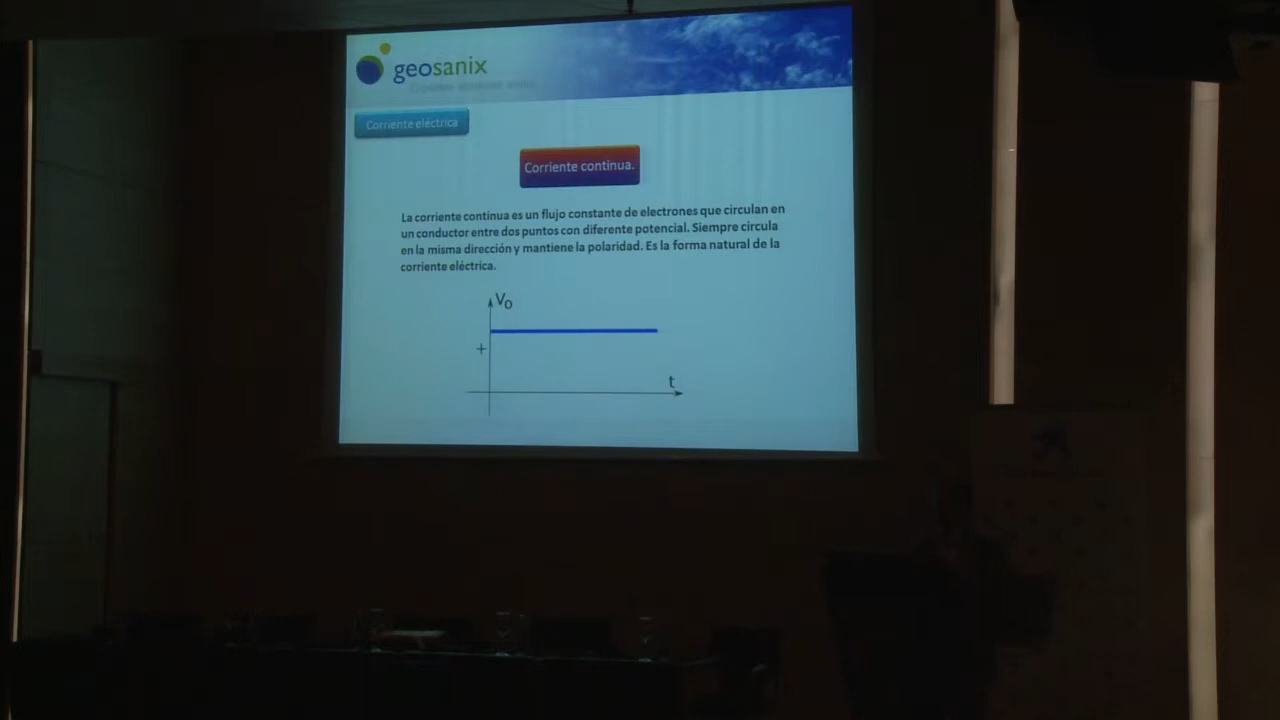 geosanix
Corriente eléctrica
Corriente continua.
La corriente continua es un flujo constante de electrones que circulan en
un conductor entre dos puntos con diferente potencial. Siempre circula
en la misma dirección y mantiene la polaridad. Es la forma natural de la
corriente eléctrica.
V0
+
t